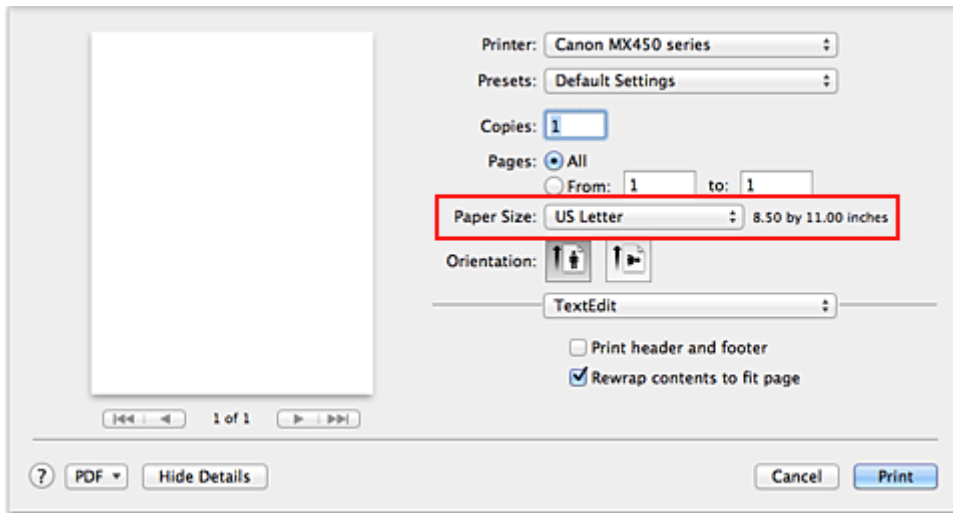 Printer: Canon MX450 series
Presets: Default Settings
Copies: 1
Pages: All
From: 1 to: 1
Paper Size: US Letter 8.50 by 11.00 inches
Orientation:
TextEdit
Print header and footer
Rewrap contents to fit page
1 of 1
? PDF Hide Details Cancel Print